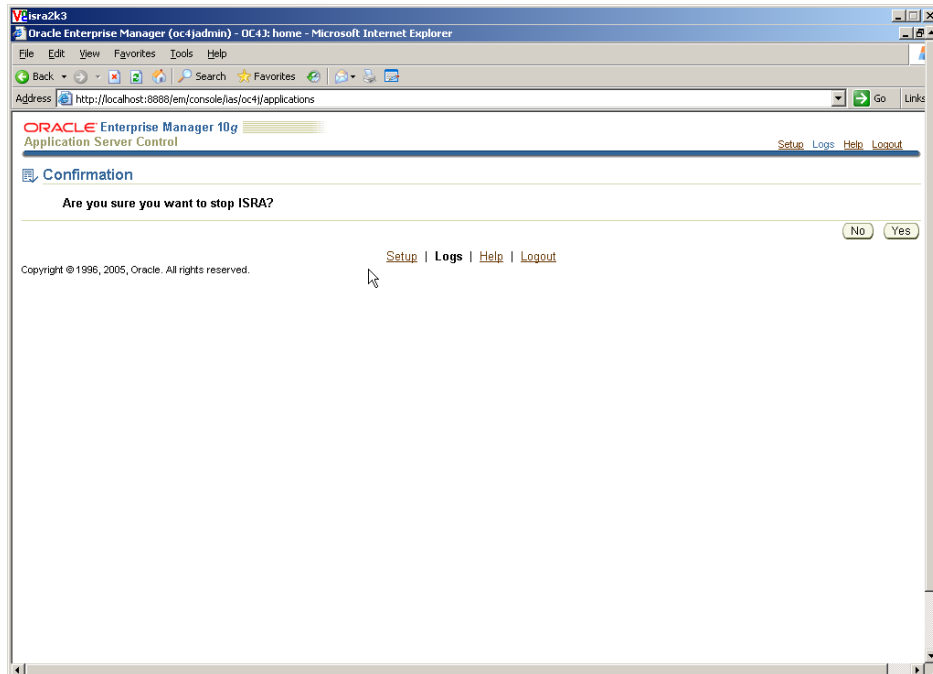 isra2k3
Oracle Enterprise Manager (oc4jadmin) - OC4J: home - Microsoft Internet Explorer
File Edit View Favorites Tools Help
Back Search Favorites
Address http://localhost:8888/em/console/ias/oc4j/applications Go Links
ORACLE Enterprise Manager 10g
Application Server Control
Setup Logs Help Logout
Confirmation
Are you sure you want to stop ISRA?
No Yes
Setup | Logs | Help | Logout
Copyright © 1996, 2005, Oracle. All rights reserved.